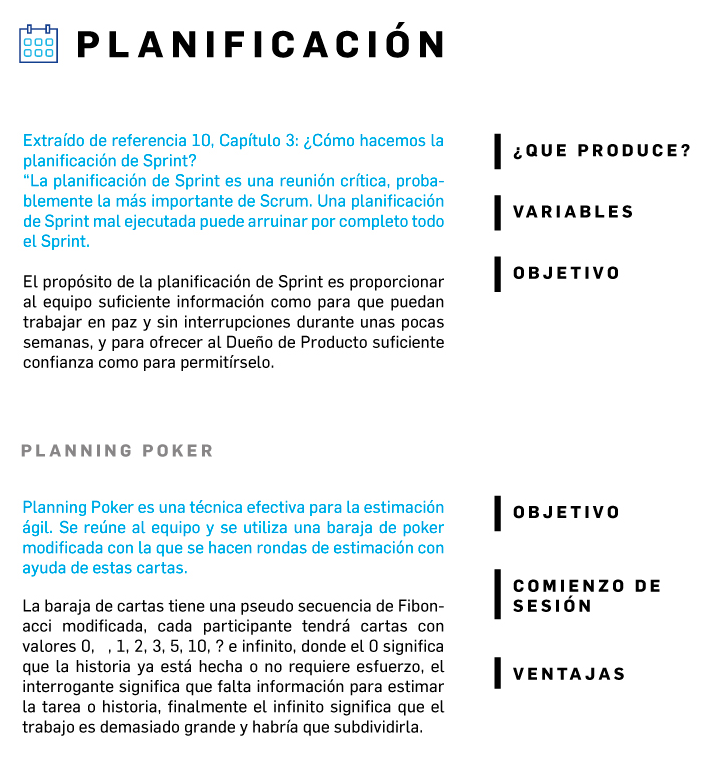 PLANIFICACIÓN
Extraído de referencia 10, Capítulo 3: ¿Cómo hacemos la
planificación de Sprint?
“La planificación de Sprint es una reunión crítica, proba-
blemente la más importante de Scrum. Una planificación
de Sprint mal ejecutada puede arruinar por completo todo
el Sprint.
El propósito de la planificación de Sprint es proporcionar
al equipo suficiente información como para que puedan
trabajar en paz y sin interrupciones durante unas pocas
semanas, y para ofrecer al Dueño de Producto suficiente
confianza como para permitírselo.
¿QUE PRODUCE?
VARIABLES
OBJETIVO
PLANNING POKER
Planning Poker es una técnica efectiva para la estimación
ágil. Se reúne al equipo y se utiliza una baraja de poker
modificada con la que se hacen rondas de estimación con
ayuda de estas cartas.
La baraja de cartas tiene una pseudo secuencia de Fibon-
acci modificada, cada participante tendrá cartas con
valores 0,   , 1, 2, 3, 5, 10, ? e infinito, donde el 0 significa
que la historia ya está hecha o no requiere esfuerzo, el
interrogante significa que falta información para estimar
la tarea o historia, finalmente el infinito significa que el
trabajo es demasiado grande y habría que subdividirla.
OBJETIVO
COMIENZO DE
SESIÓN
VENTAJAS